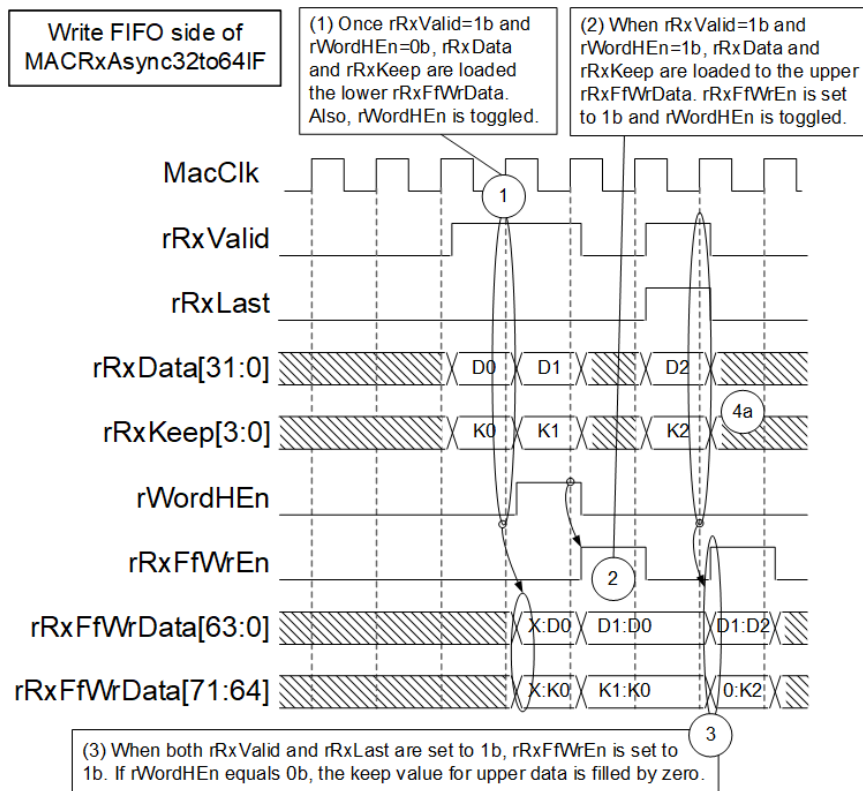 Write FIFO side of
MACRxAsync32to64IF
(1) Once rRxValid=1b and
rWordHEn=0b, rRxData
and rRxKeep are loaded
the lower rRxFfWrData.
Also, rWordHEn is toggled.
(2) When rRxValid=1b and
rWordHEn=1b, rRxData and
rRxKeep are loaded to the upper
rRxFfWrData. rRxFfWrEn is set
to 1b and rWordHEn is toggled.
MacClk
1
rRxValid
rRxLast
rRxData[31:0] D0 D1 D2
4a
rRxKeep[3:0] K0 K1 K2
rWordHEn
rRxFfWrEn
2
rRxFfWrData[63:0] X:D0 D1:D0 D1:D2
rRxFfWrData[71:64] X:K0 K1:K0 0:K2
3
(3) When both rRxValid and rRxLast are set to 1b, rRxFfWrEn is set to
1b. If rWordHEn equals 0b, the keep value for upper data is filled by zero.